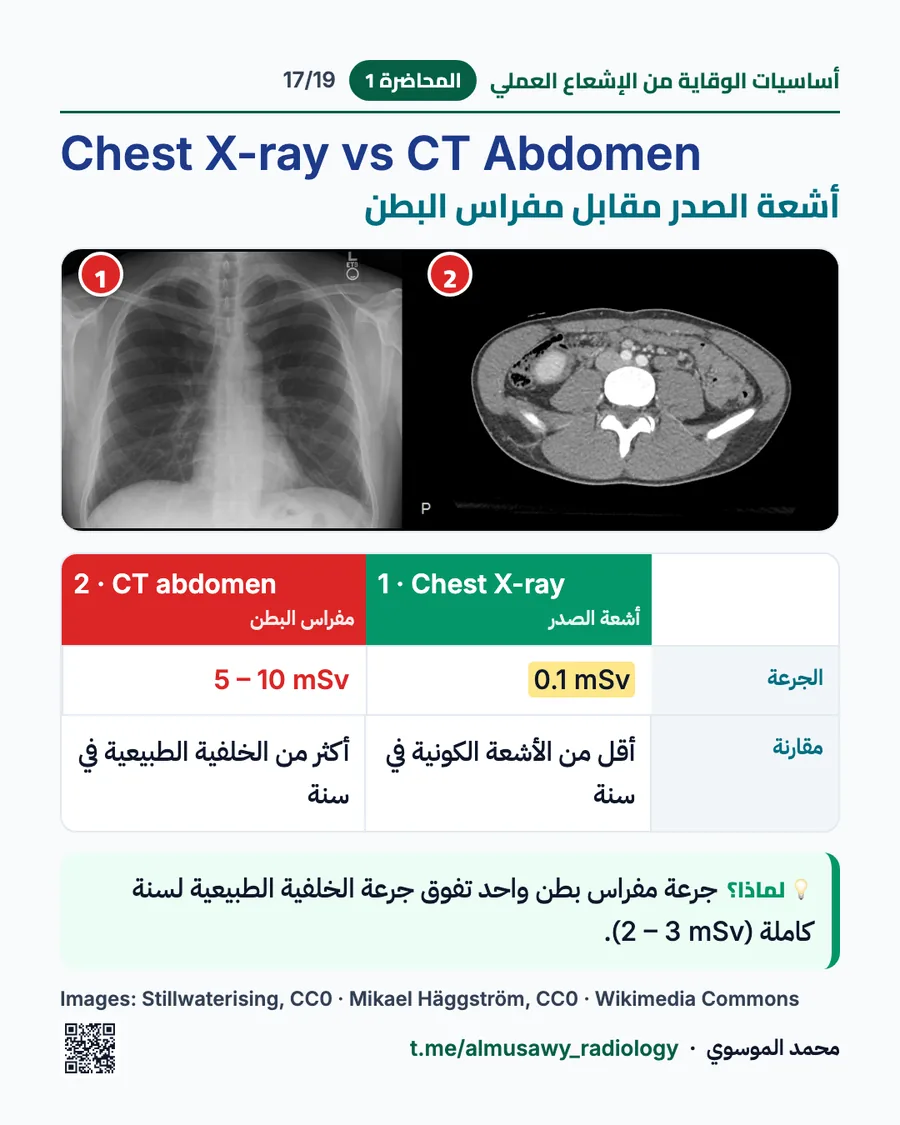 أساسيات الوقاية من الإشعاع العملي المحاضرة 1 17/19
Chest X-ray vs CT Abdomen
أشعة الصدر مقابل مفراس البطن
1
2
P
1 · Chest X-ray
أشعة الصدر
2 · CT abdomen
مفراس البطن
الجرعة
0.1 mSv
5 – 10 mSv
مقارنة
أقل من الأشعة الكونية في
سنة
أكثر من الخلفية الطبيعية في
سنة
💡 لماذا؟ جرعة مفراس بطن واحد تفوق جرعة الخلفية الطبيعية لسنة
كاملة (2 – 3 mSv).
Images: Stillwaterising, CC0 · Mikael Häggström, CC0 · Wikimedia Commons
محمد الموسوي · t.me/almusawy_radiology